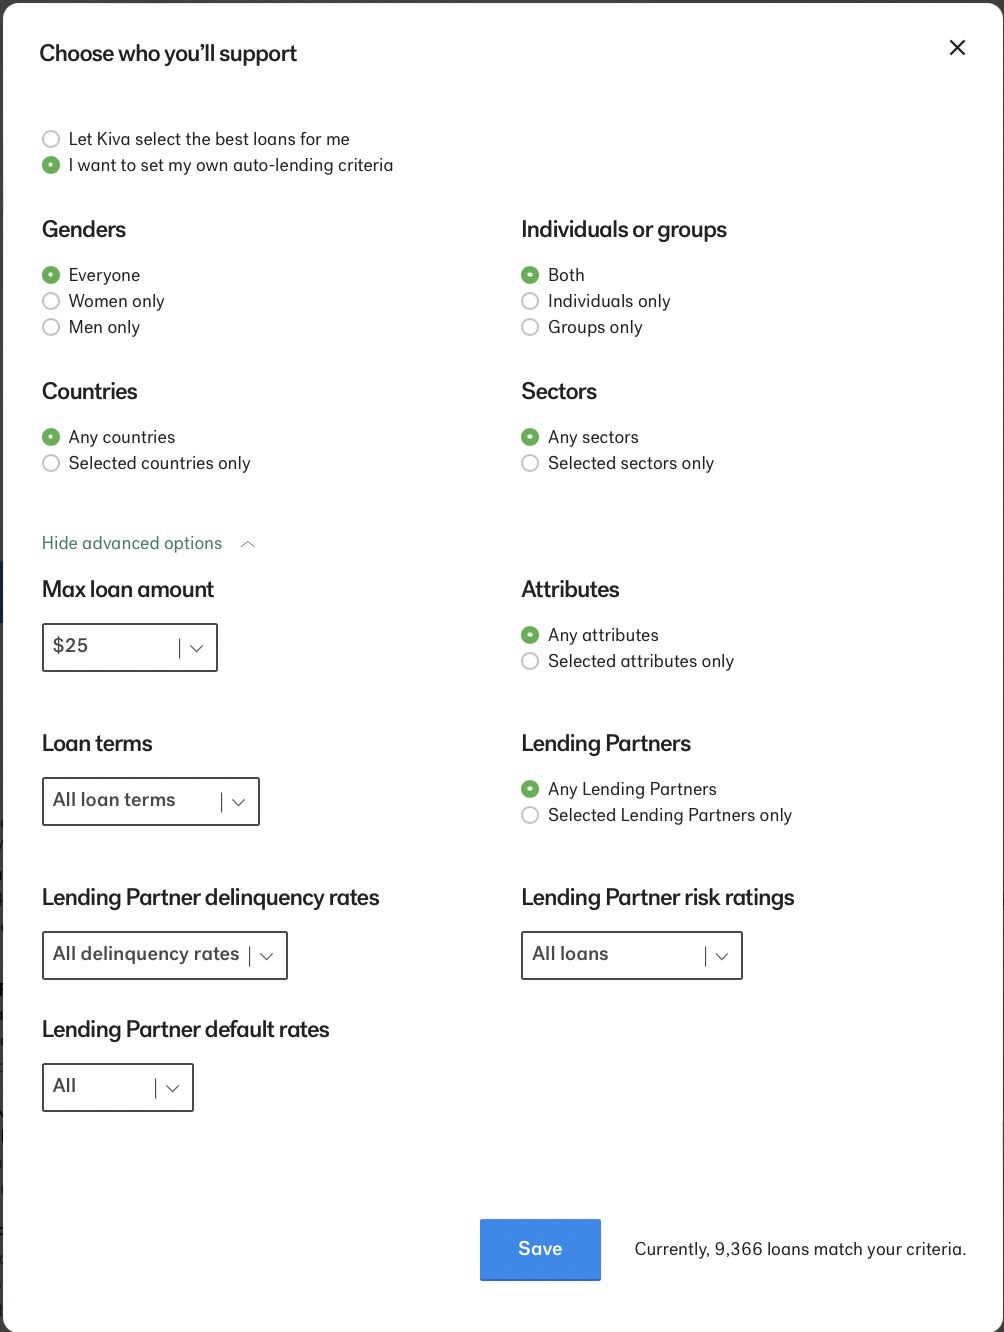 Choose who you'll support
Let Kiva select the best loans for me
I want to set my own auto-lending criteria
Genders
Everyone
Women only
Men only
Individuals or groups
Both
Individuals only
Groups only
Countries
Any countries
Selected countries only
Sectors
Any sectors
Selected sectors only
Hide advanced options
Max loan amount
$25
Attributes
Any attributes
Selected attributes only
Loan terms
All loan terms
Lending Partners
Any Lending Partners
Selected Lending Partners only
Lending Partner delinquency rates
All delinquency rates
Lending Partner risk ratings
All loans
Lending Partner default rates
All
Save
Currently, 9,366 loans match your criteria.